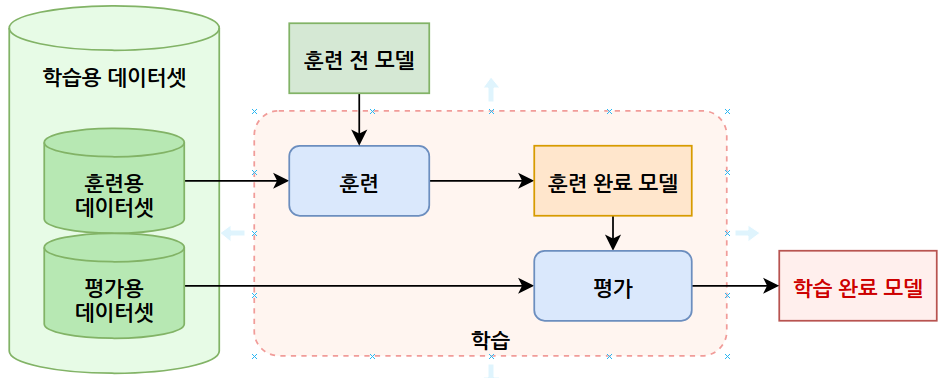 학습용 데이터셋
훈련 전 모델
훈련용
데이터셋
훈련
훈련 완료 모델
평가용
데이터셋
평가
학습 완료 모델
학습